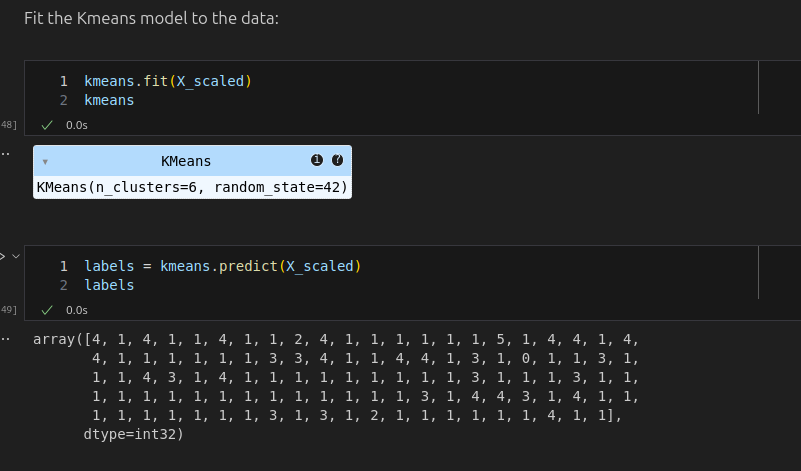 Fit the Kmeans model to the data:
1 kmeans.fit(X_scaled)
2 kmeans
48]
0.0s
KMeans
KMeans(n_clusters=6, random_state=42)
1 labels = kmeans.predict(X_scaled)
2 labels
49]
0.0s
array([4, 1, 4, 1, 1, 4, 1, 1, 2, 4, 1, 1, 1, 1, 1, 1, 5, 1, 4, 4, 1, 4,
4, 1, 1, 1, 1, 1, 1, 3, 3, 4, 1, 1, 4, 4, 1, 3, 1, 0, 1, 1, 3, 1,
1, 1, 4, 3, 1, 4, 1, 1, 1, 1, 1, 1, 1, 1, 1, 3, 1, 1, 1, 3, 1, 1,
1, 1, 1, 1, 1, 1, 1, 1, 1, 1, 1, 1, 1, 3, 1, 4, 4, 3, 1, 4, 1, 1,
1, 1, 1, 1, 1, 1, 1, 3, 1, 3, 1, 2, 1, 1, 1, 1, 1, 1, 4, 1, 1],
dtype=int32)